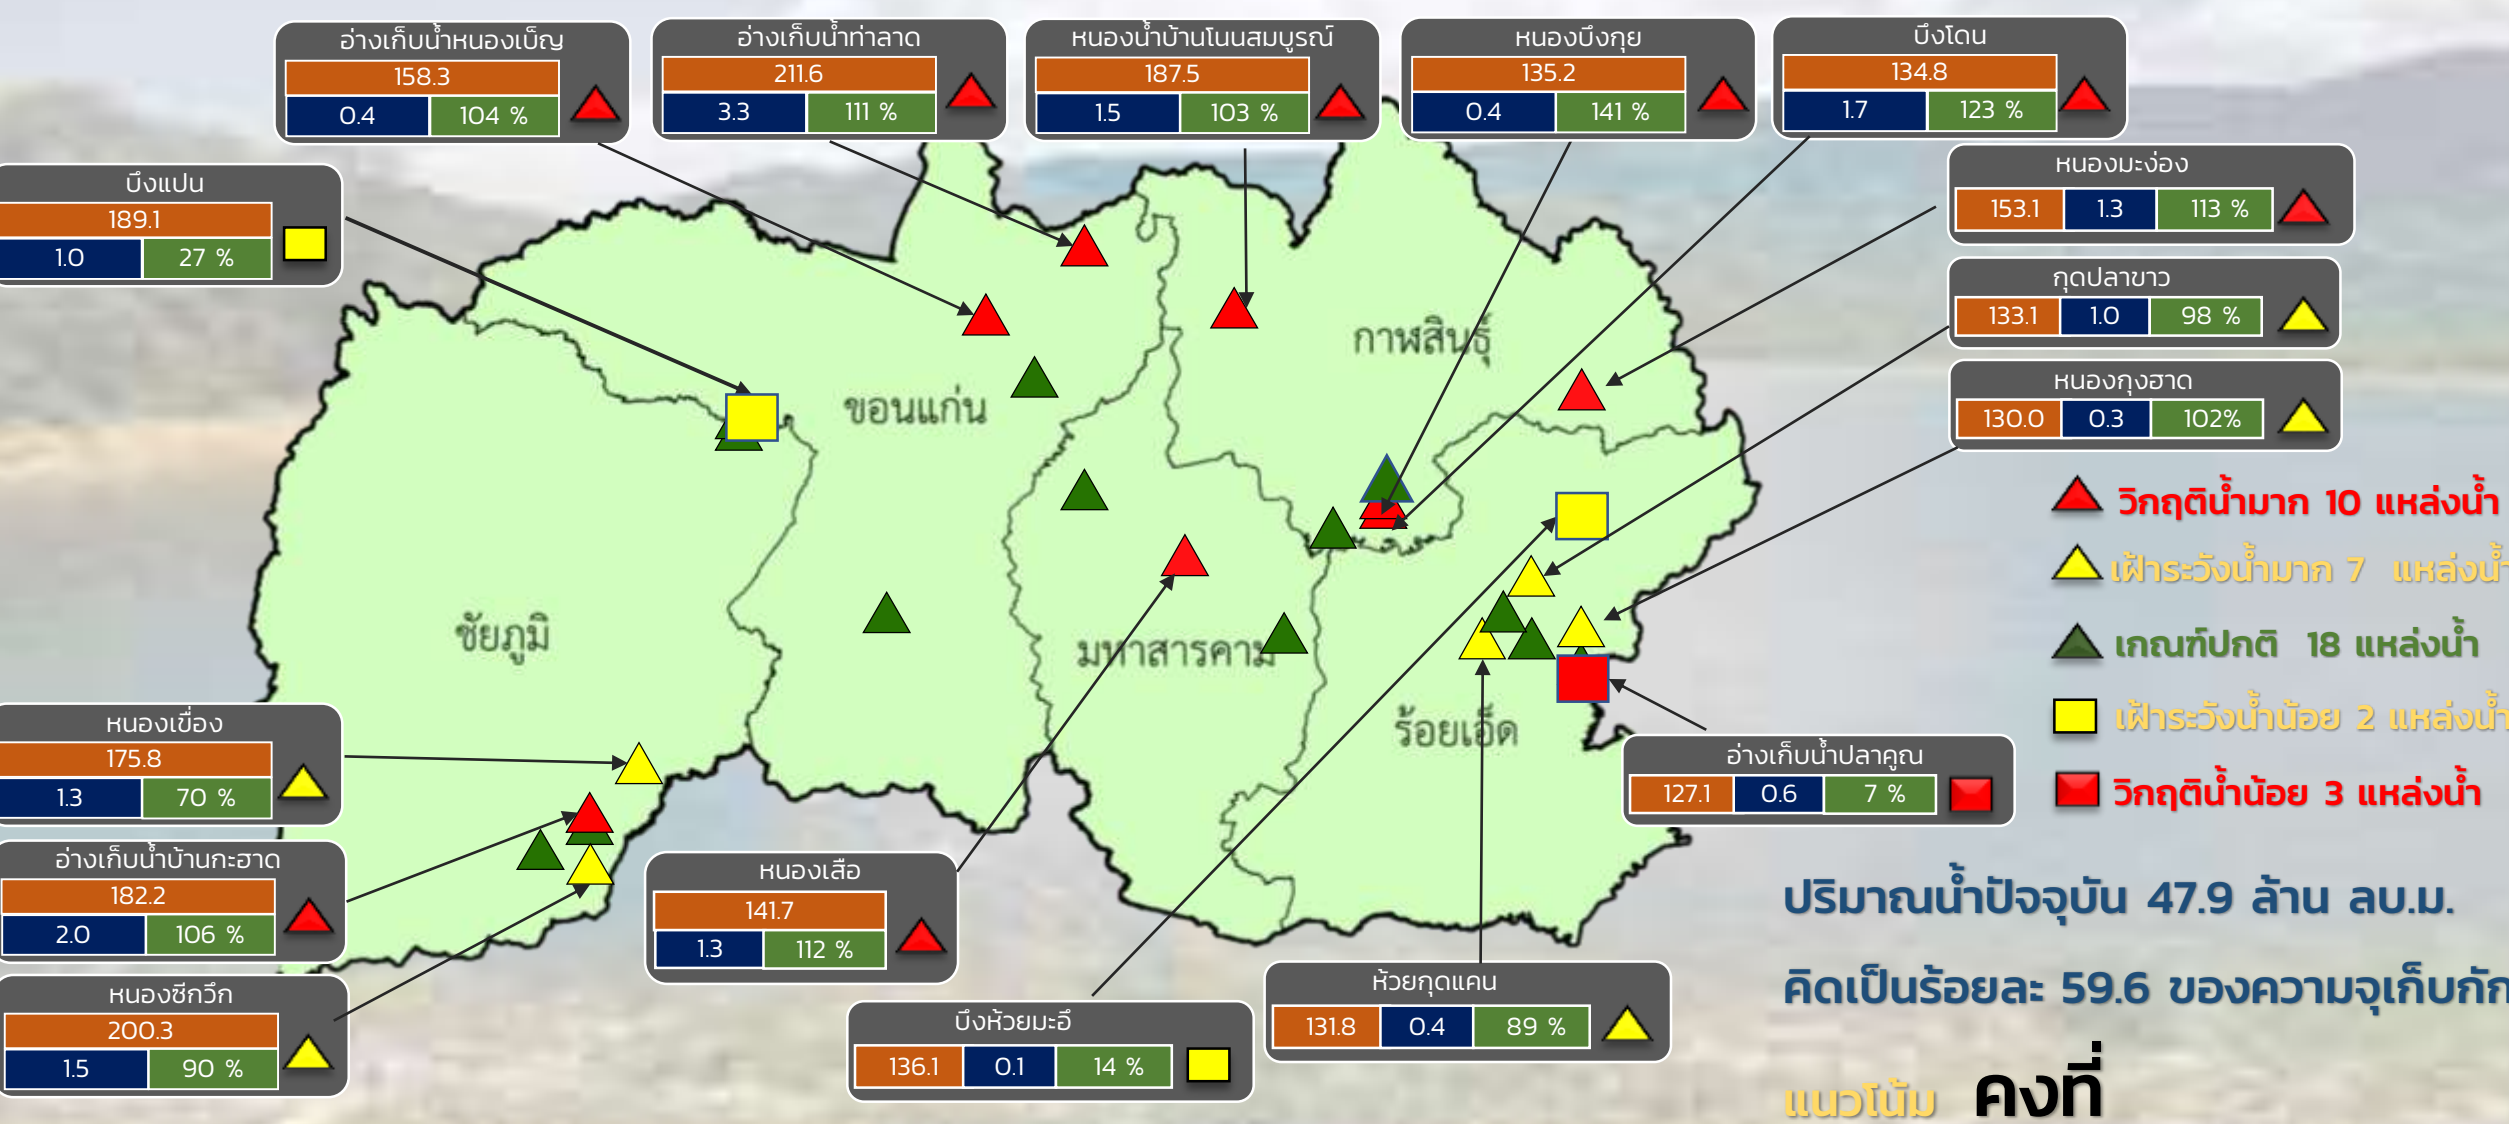 อ่างเก็บน้ำหนองเบ็ญ
158.3
0.4 104 %
อ่างเก็บน้ำท่าลาด
211.6
3.3 111 %
หนองน้ำบ้านโนนสมบูรณ์
187.5
1.5 103 %
หนองบึงกุย
135.2
0.4 141 %
บึงโดน
134.8
1.7 123 %
บึงแปน
189.1
1.0 27 %
หนองมะง่อง
153.1 1.3 113 %
กุดปลาขาว
133.1 1.0 98 %
หนองกุงฮาด
130.0 0.3 102%
กาฬสินธุ์
ขอนแก่น
ชัยภูมิ
มหาสารคาม
ร้อยเอ็ด
วิกฤติน้ำมาก 10 แหล่งน้ำ
เฝ้าระวังน้ำมาก 7 แหล่งน้ำ
เกณฑ์ปกติ 18 แหล่งน้ำ
เฝ้าระวังน้ำน้อย 2 แหล่งน้ำ
วิกฤติน้ำน้อย 3 แหล่งน้ำ
หนองเขื่อง
175.8
1.3 70 %
อ่างเก็บน้ำบ้านกะฮาด
182.2
2.0 106 %
หนองซีกวึก
200.3
1.5 90 %
หนองเสือ
141.7
1.3 112 %
บึงห้วยมะอึ
136.1 0.1 14 %
ห้วยกุดแคน
131.8 0.4 89 %
อ่างเก็บน้ำปลาคูณ
127.1 0.6 7 %
ปริมาณน้ำปัจจุบัน 47.9 ล้าน ลบ.ม.
คิดเป็นร้อยละ 59.6 ของความจุเก็บกัก
แนวโน้ม คงที่